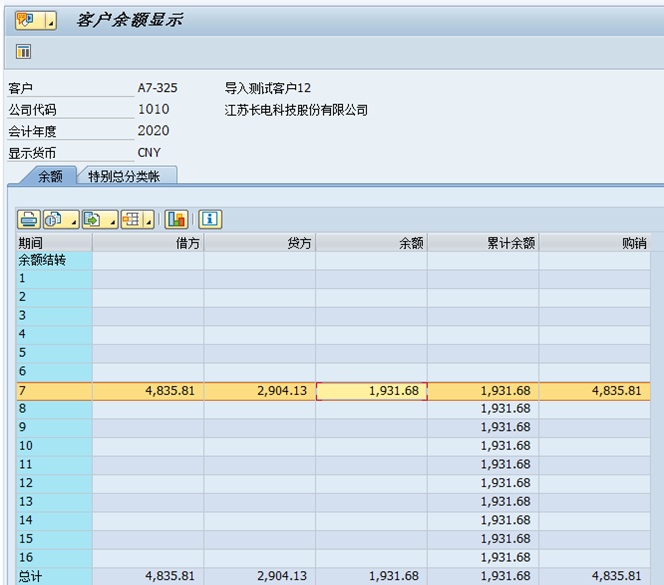 客户余额显示
客户 A7-325 导入测试客户12
公司代码 1010 江苏长电科技股份有限公司
会计年度 2020
显示货币 CNY
余额 特别总分类帐
期间 借方 贷方 余额 累计余额 购销
余额结转
1
2
3
4
5
6
7 4,835.81 2,904.13 1,931.68 1,931.68 4,835.81
8 1,931.68
9 1,931.68
10 1,931.68
11 1,931.68
12 1,931.68
13 1,931.68
14 1,931.68
15 1,931.68
16 1,931.68
总计 4,835.81 2,904.13 1,931.68 1,931.68 4,835.81